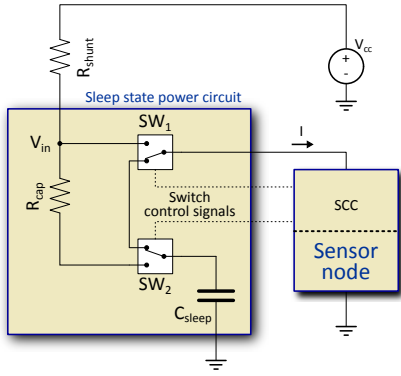 Rshunt
Vcc
+
-
Sleep state power circuit
SW1
I
Vin
Rcap
Switch
control signals
SCC
Sensor
node
SW2
Csleep